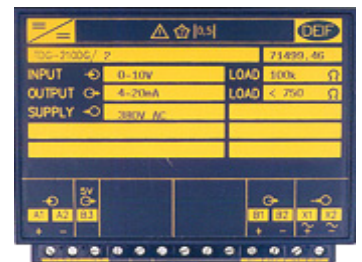 0,5 DEIF
TDG-210DG/ 2 71499.46
INPUT 0-10V LOAD 100k Ω
OUTPUT 4-20mA LOAD < 750 Ω
SUPPLY 380V AC
5V
A1 A2 B3 B1 B2 X1 X2
+ - + - ~ ~